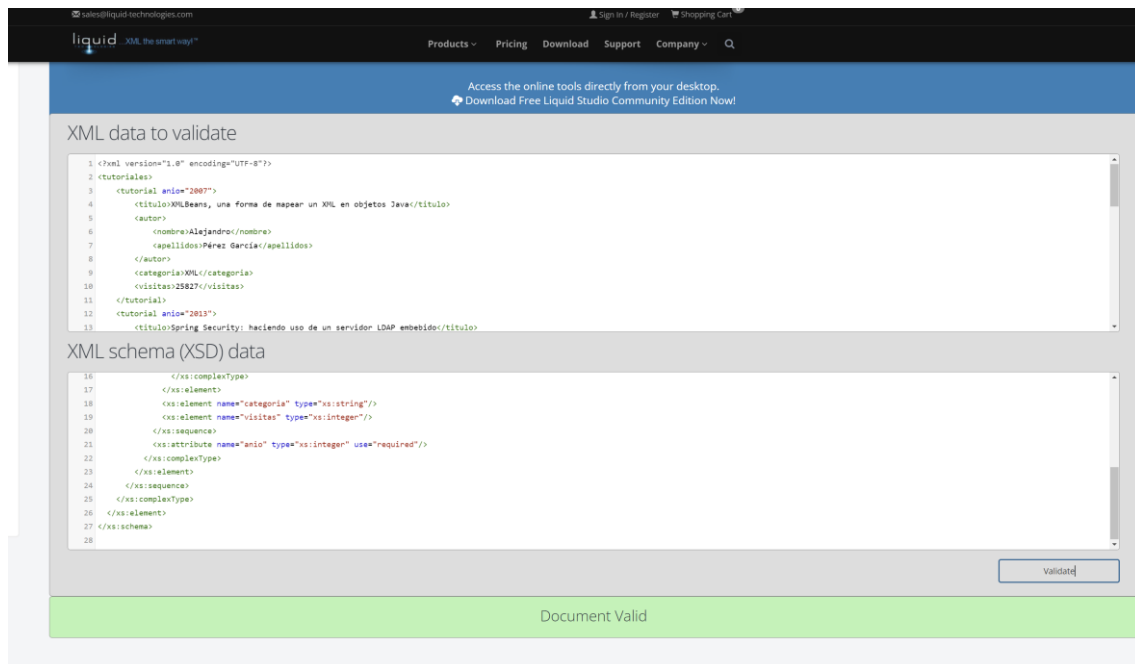 sales@liquid-technologies.com
Sign In / Register Shopping Cart 0
liquid XML the smart way!™
Products Pricing Download Support Company
Access the online tools directly from your desktop.
Download Free Liquid Studio Community Edition Now!
XML data to validate
1 <?xml version="1.0" encoding="UTF-8"?>
2 <tutoriales>
3 <tutorial anio="2007">
4 <titulo>XMLBeans, una forma de mapear un XML en objetos Java</titulo>
5 <autor>
6 <nombre>Alejandro</nombre>
7 <apellidos>Pérez García</apellidos>
8 </autor>
9 <categoria>XML</categoria>
10 <visitas>25827</visitas>
11 </tutorial>
12 <tutorial anio="2013">
13 <titulo>Spring Security: haciendo uso de un servidor LDAP embebido</titulo>
XML schema (XSD) data
16 </xs:complexType>
17 </xs:element>
18 <xs:element name="categoria" type="xs:string"/>
19 <xs:element name="visitas" type="xs:integer"/>
20 </xs:sequence>
21 <xs:attribute name="anio" type="xs:integer" use="required"/>
22 </xs:complexType>
23 </xs:element>
24 </xs:sequence>
25 </xs:complexType>
26 </xs:element>
27 </xs:schema>
28
Validate
Document Valid